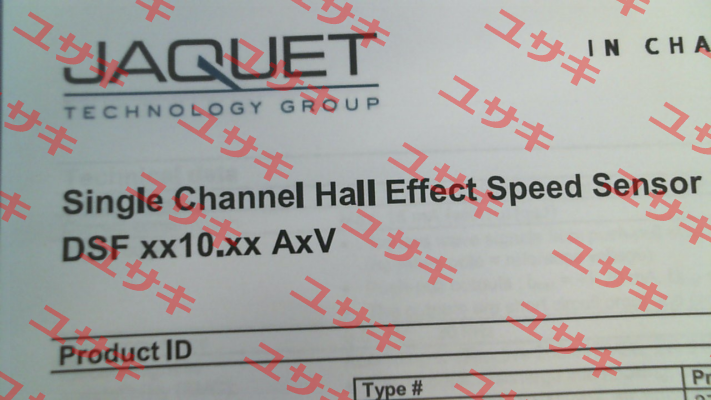 JAQUET
TECHNOLOGY GROUP
IN CHA
Single Channel Hall Effect Speed Sensor
DSF xx10.xx AxV
Product ID
Type #
ユサキ